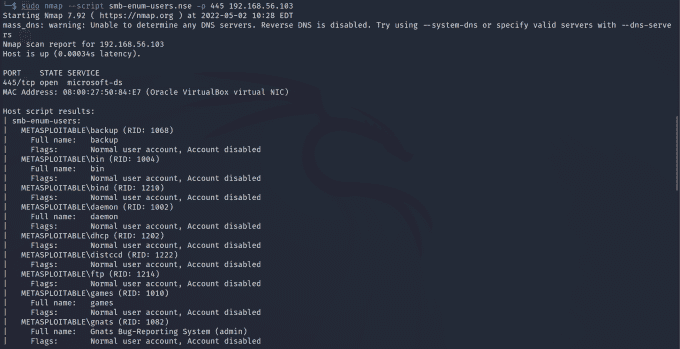 └─$ sudo nmap --script smb-enum-users.nse -p 445 192.168.56.103
Starting Nmap 7.92 ( https://nmap.org ) at 2022-05-02 10:28 EDT
mass_dns: warning: Unable to determine any DNS servers. Reverse DNS is disabled. Try using --system-dns or specify valid servers with --dns-serve
rs
Nmap scan report for 192.168.56.103
Host is up (0.00034s latency).
PORT    STATE SERVICE
445/tcp open  microsoft-ds
MAC Address: 08:00:27:50:84:E7 (Oracle VirtualBox virtual NIC)
Host script results:
| smb-enum-users:
|   METASPLOITABLE\backup (RID: 1068)
|     Full name:   backup
|     Flags:       Normal user account, Account disabled
|   METASPLOITABLE\bin (RID: 1004)
|     Full name:   bin
|     Flags:       Normal user account, Account disabled
|   METASPLOITABLE\bind (RID: 1210)
|     Flags:       Normal user account, Account disabled
|   METASPLOITABLE\daemon (RID: 1002)
|     Full name:   daemon
|     Flags:       Normal user account, Account disabled
|   METASPLOITABLE\dhcp (RID: 1202)
|     Flags:       Normal user account, Account disabled
|   METASPLOITABLE\distccd (RID: 1222)
|     Flags:       Normal user account, Account disabled
|   METASPLOITABLE\ftp (RID: 1214)
|     Flags:       Normal user account, Account disabled
|   METASPLOITABLE\games (RID: 1010)
|     Full name:   games
|     Flags:       Normal user account, Account disabled
|   METASPLOITABLE\gnats (RID: 1082)
|     Full name:   Gnats Bug-Reporting System (admin)
|     Flags:       Normal user account, Account disabled